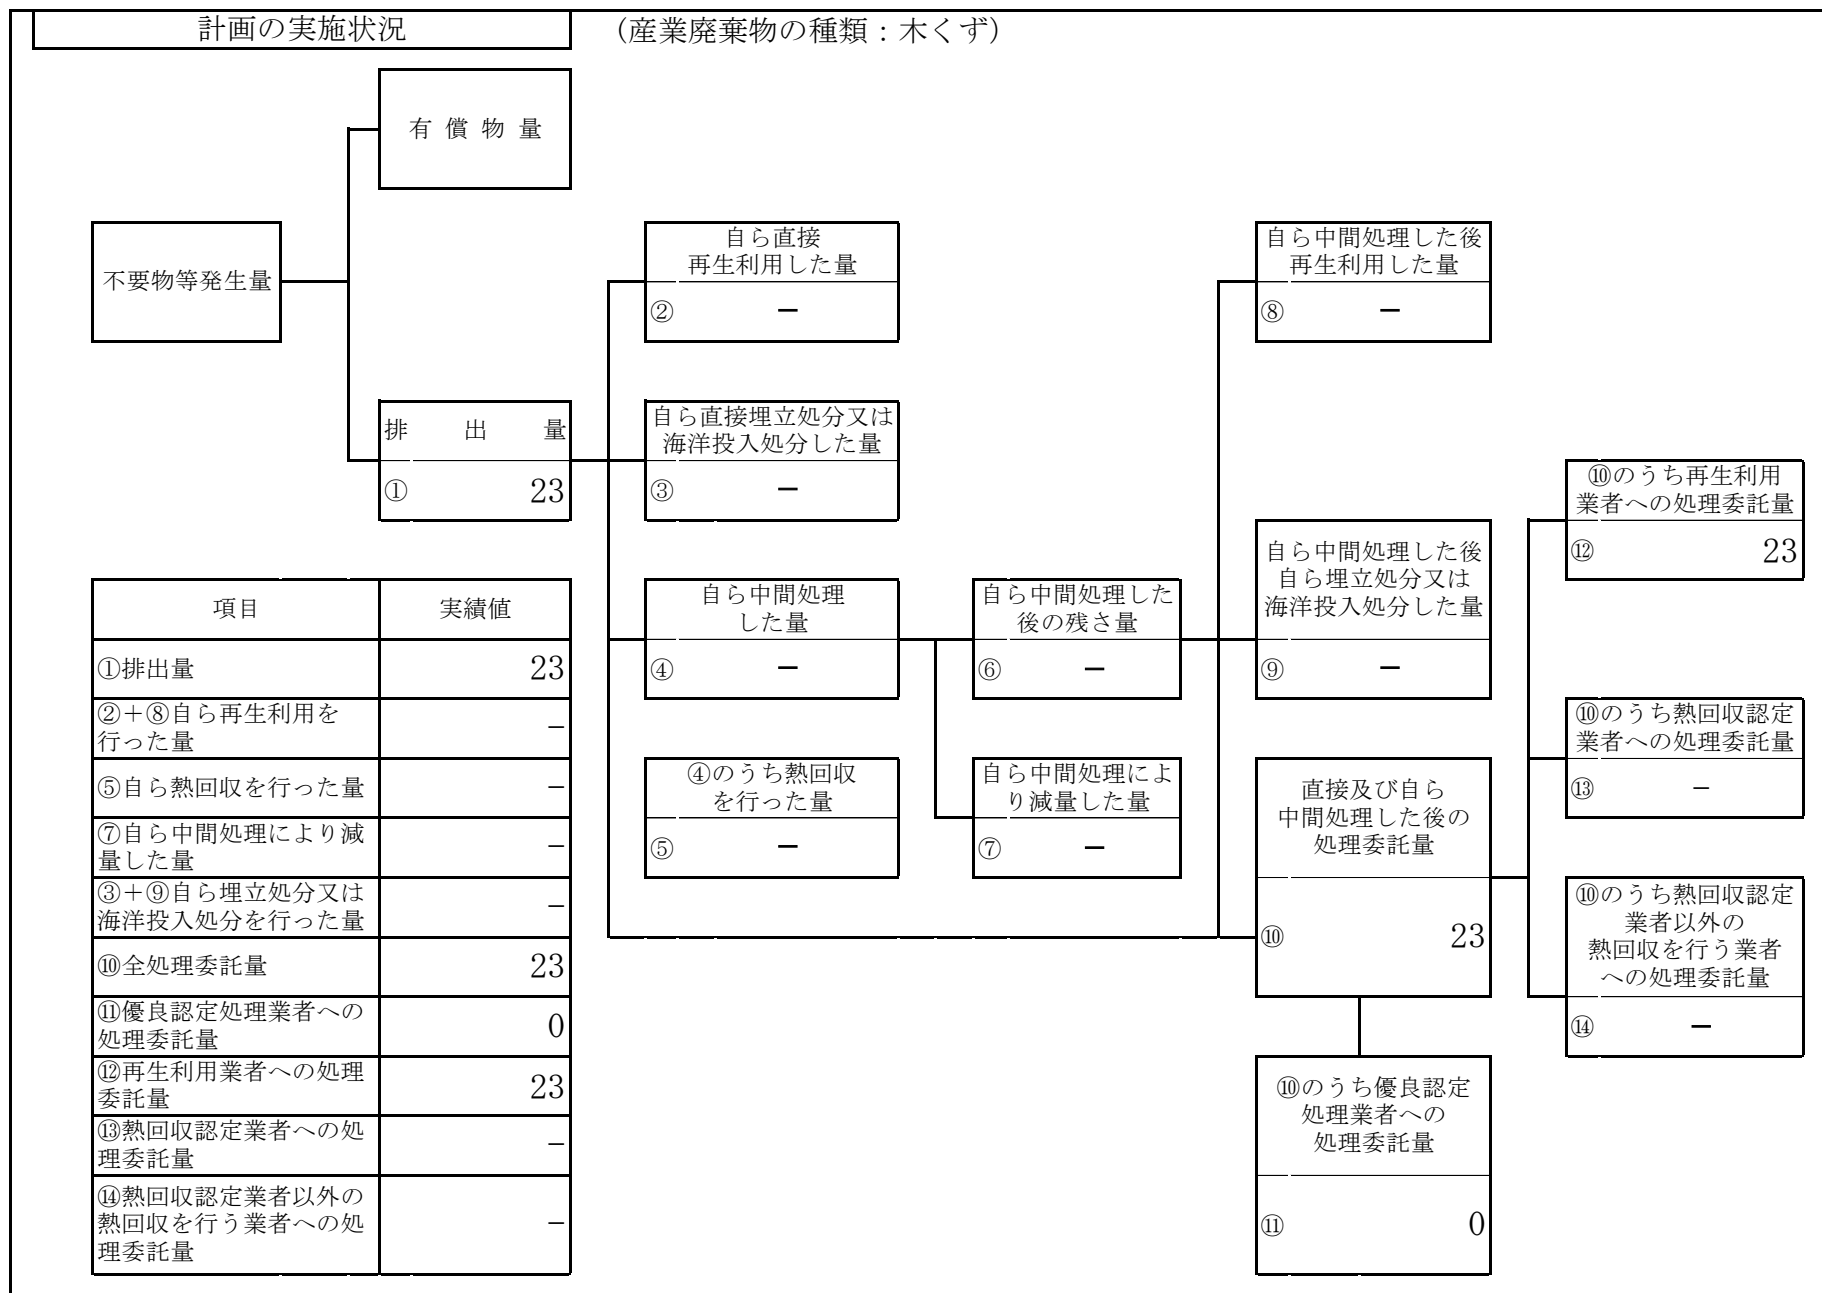 計画の実施状況
（産業廃棄物の種類：木くず）
有 償 物 量
不要物等発生量
自ら直接
再生利用した量
② －
自ら中間処理した後
再生利用した量
⑧ －
排 出 量
① 23
自ら直接埋立処分又は
海洋投入処分した量
③ －
⑩のうち再生利用
業者への処理委託量
⑫ 23
自ら中間処理した後
自ら埋立処分又は
海洋投入処分した量
⑨ －
自ら中間処理
した量
④ －
自ら中間処理した
後の残さ量
⑥ －
⑩のうち熱回収認定
業者への処理委託量
⑬ －
④のうち熱回収
を行った量
⑤ －
自ら中間処理によ
り減量した量
⑦ －
直接及び自ら
中間処理した後の
処理委託量
⑩ 23
⑩のうち熱回収認定
業者以外の
熱回収を行う業者
への処理委託量
⑭ －
⑩のうち優良認定
処理業者への
処理委託量
⑪ 0
項目 実績値
①排出量 23
②＋⑧自ら再生利用を
行った量 －
⑤自ら熱回収を行った量 －
⑦自ら中間処理により減
量した量 －
③＋⑨自ら埋立処分又は
海洋投入処分を行った量 －
⑩全処理委託量 23
⑪優良認定処理業者への
処理委託量 0
⑫再生利用業者への処理
委託量 23
⑬熱回収認定業者への処
理委託量 －
⑭熱回収認定業者以外の
熱回収を行う業者への処
理委託量 －